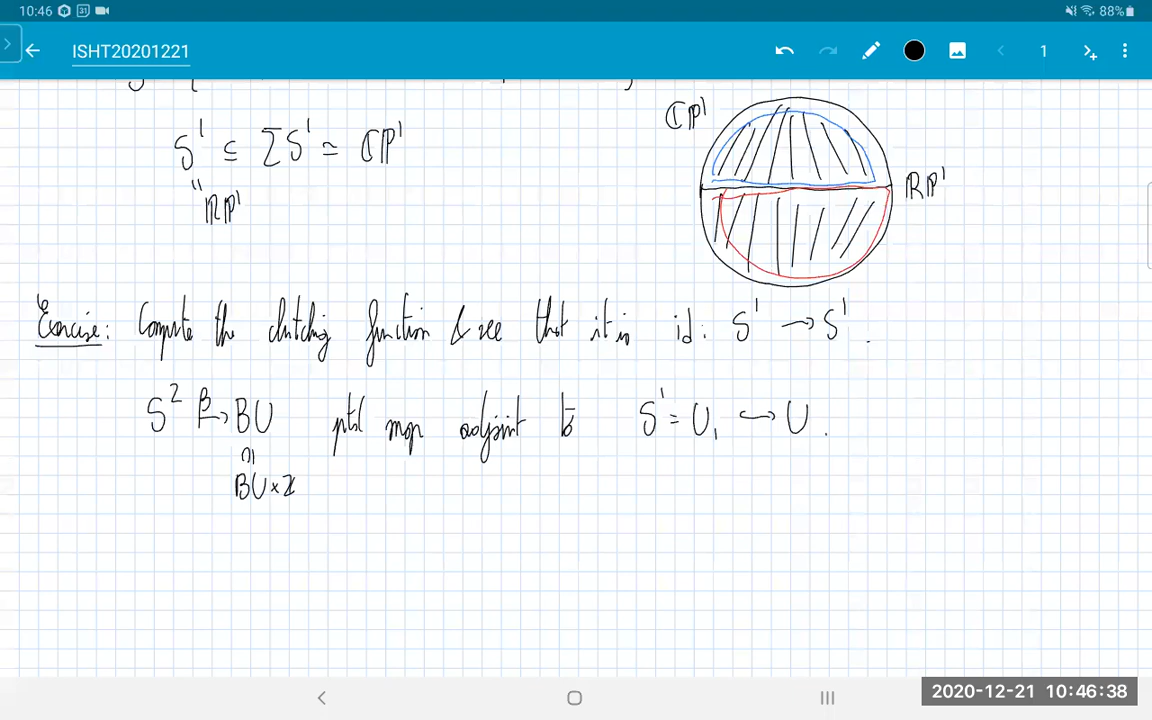 10:46 31 88%
ISHT20201221 1
S¹ ⊆ ΣS¹ ≃ ℂP¹
" ℝP¹
ℂP¹
ℝP¹
Exercise: Compute the clutching function & see that it is id: S¹ → S¹.
S² →β BU ptd map adjoint to S¹ = U₁ ↪ U.
∩|
BU × ℤ
2020-12-21 10:46:38